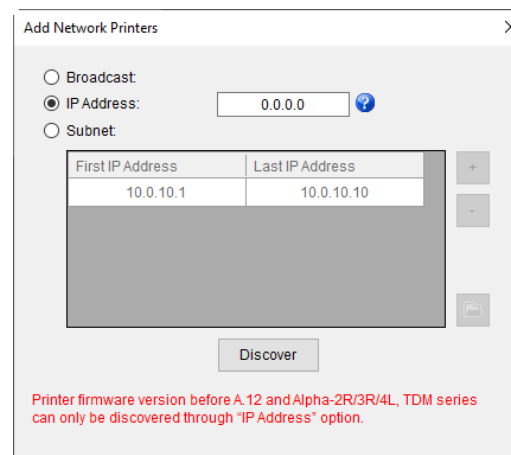 Add Network Printers
Broadcast:
IP Address:
0.0.0.0
?
Subnet:
First IP Address Last IP Address
10.0.10.1 10.0.10.10
+
-
Discover
Printer firmware version before A.12 and Alpha-2R/3R/4L, TDM series
can only be discovered through “IP Address” option.